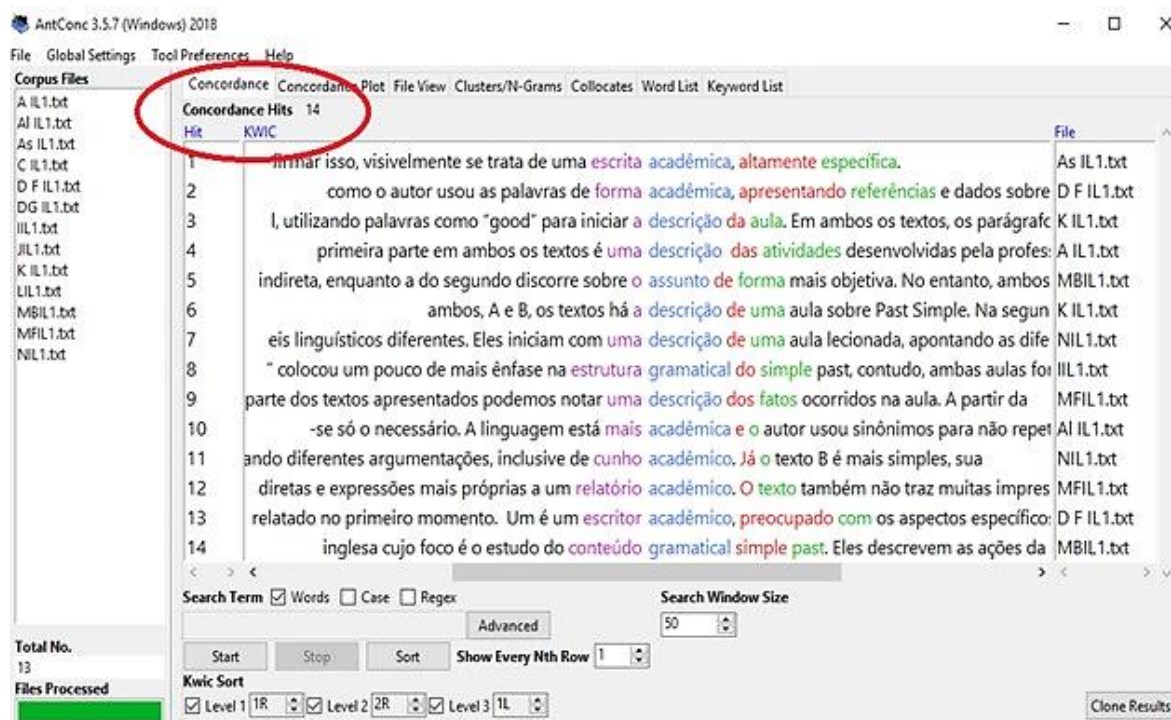 AntConc 3.5.7 (Windows) 2018
File Global Settings Tool Preferences Help
Corpus Files
A IL1.txt
Al IL1.txt
As IL1.txt
C IL1.txt
D F IL1.txt
DG IL1.txt
IIL1.txt
JIL1.txt
K IL1.txt
LIL1.txt
MBIL1.txt
MFIL1.txt
NIL1.txt
Total No.
13
Files Processed
Concordance Concordance Plot File View Clusters/N-Grams Collocates Word List Keyword List
Concordance Hits 14
Hit KWIC File
1 firmar isso, visivelmente se trata de uma escrita acadêmica, altamente específica. As IL1.txt
2 como o autor usou as palavras de forma acadêmica, apresentando referências e dados sobre D F IL1.txt
3 l, utilizando palavras como "good" para iniciar a descrição da aula. Em ambos os textos, os parágrafo K IL1.txt
4 primeira parte em ambos os textos é uma descrição das atividades desenvolvidas pela profes: A IL1.txt
5 indireta, enquanto a do segundo discorre sobre o assunto de forma mais objetiva. No entanto, ambos MBIL1.txt
6 ambos, A e B, os textos há a descrição de uma aula sobre Past Simple. Na segun K IL1.txt
7 eis linguísticos diferentes. Eles iniciam com uma descrição de uma aula lecionada, apontando as dife NIL1.txt
8 " colocou um pouco de mais ênfase na estrutura gramatical do simple past, contudo, ambas aulas for IIL1.txt
9 parte dos textos apresentados podemos notar uma descrição dos fatos ocorridos na aula. A partir da MFIL1.txt
10 -se só o necessário. A linguagem está mais acadêmica e o autor usou sinônimos para não repet Al IL1.txt
11 ando diferentes argumentações, inclusive de cunho acadêmico. Já o texto B é mais simples, sua NIL1.txt
12 diretas e expressões mais próprias a um relatório acadêmico. O texto também não traz muitas impres MFIL1.txt
13 relatado no primeiro momento. Um é um escritor acadêmico, preocupado com os aspectos específico: D F IL1.txt
14 inglesa cujo foco é o estudo do conteúdo gramatical simple past. Eles descrevem as ações da MBIL1.txt
Search Term Words Case Regex Search Window Size
Advanced 50
Start Stop Sort Show Every Nth Row 1
Kwic Sort
Level 1 1R Level 2 2R Level 3 1L Clone Results